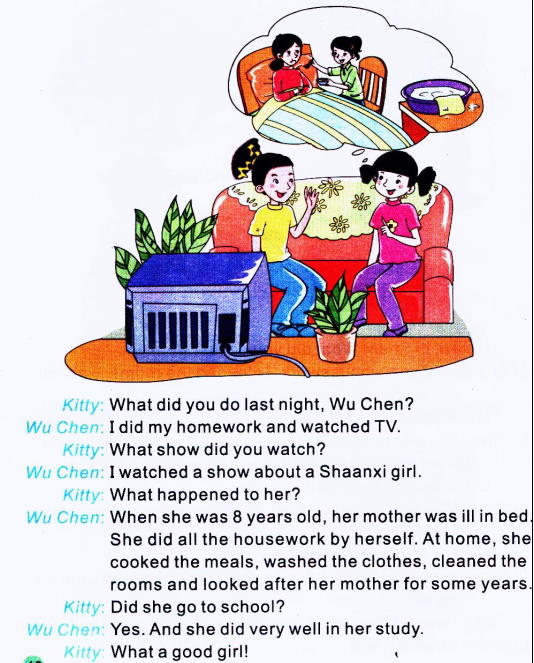 Kitty: What did you do last night, Wu Chen?
Wu Chen: I did my homework and watched TV.
Kitty: What show did you watch?
Wu Chen: I watched a show about a Shaanxi girl.
Kitty: What happened to her?
Wu Chen: When she was 8 years old, her mother was ill in bed.
She did all the housework by herself. At home, she
cooked the meals, washed the clothes, cleaned the
rooms and looked after her mother for some years.
Kitty: Did she go to school?
Wu Chen: Yes. And she did very well in her study.
Kitty: What a good girl!